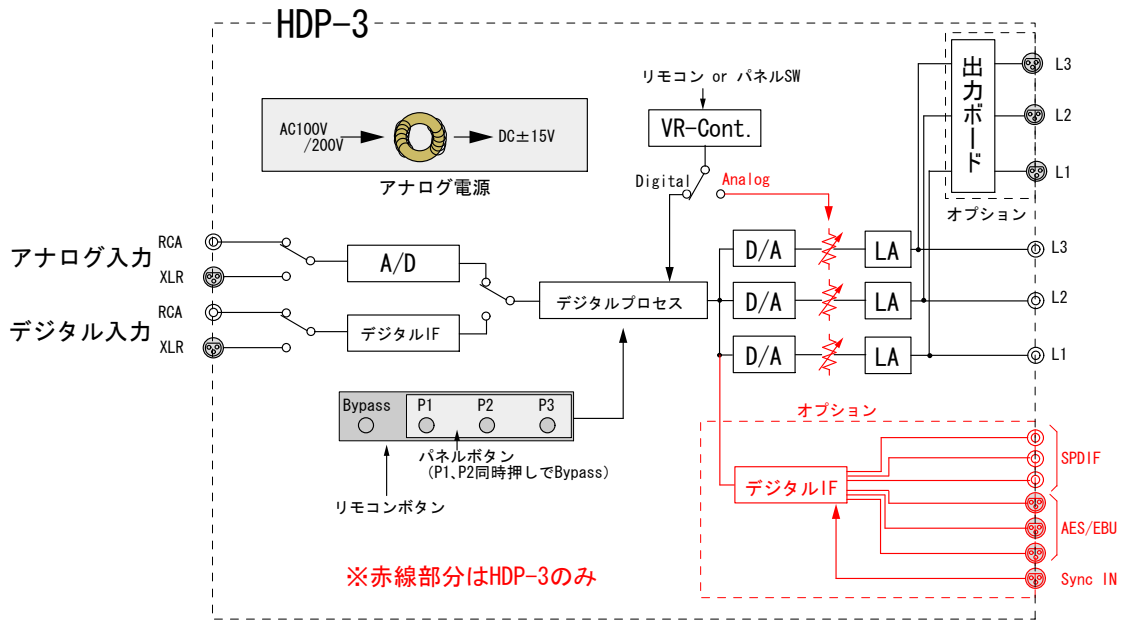 HDP-3
リモコン or パネルSW
VR-Cont.
Digital
Analog
AC100V
/200V
DC±15V
アナログ電源
出力ボード
オプション
L3
L2
L1
アナログ入力
RCA
XLR
デジタル入力
RCA
XLR
A/D
デジタルIF
デジタルプロセス
D/A
LA
L3
D/A
LA
L2
D/A
LA
L1
Bypass
P1
P2
P3
パネルボタン
(P1、P2同時押しでBypass)
リモコンボタン
オプション
デジタルIF
SPDIF
AES/EBU
Sync IN
※赤線部分はHDP-3のみ